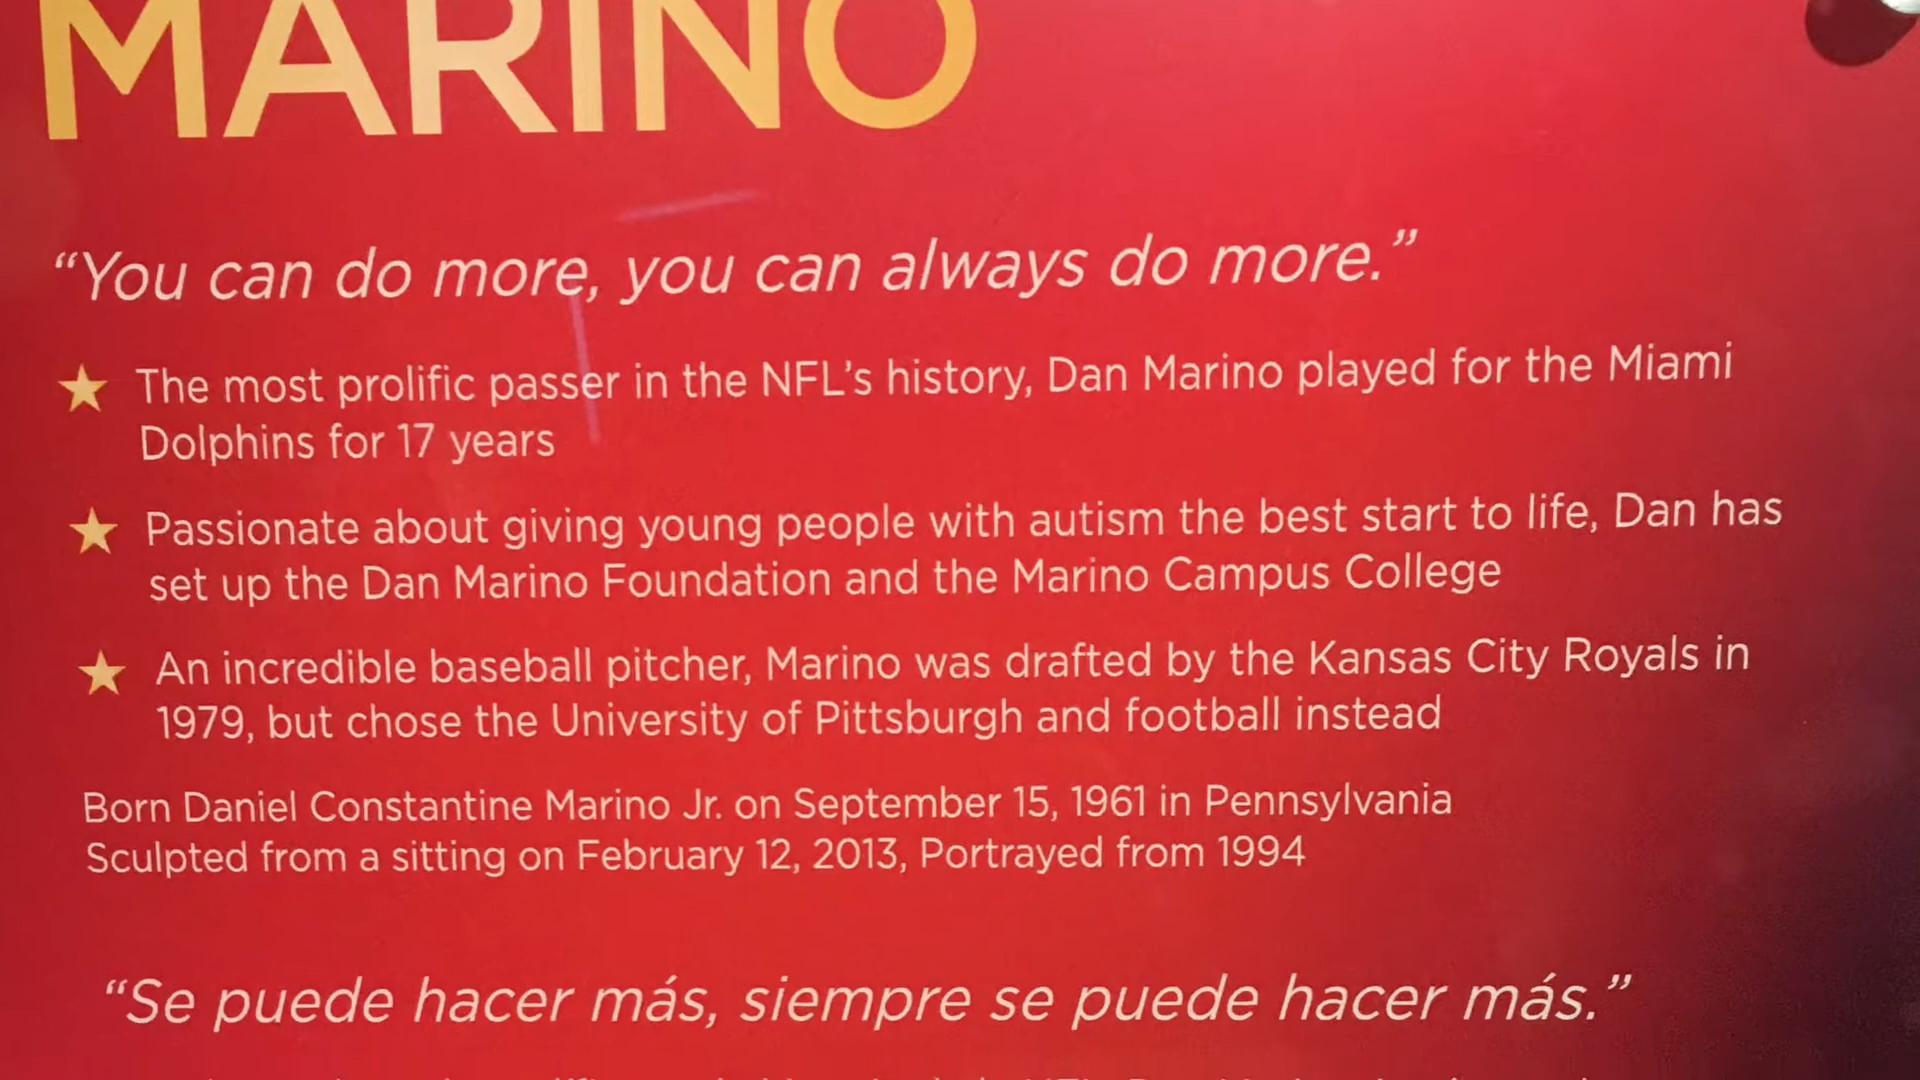 MARINO
“You can do more, you can always do more.”
★ The most prolific passer in the NFL’s history, Dan Marino played for the Miami
Dolphins for 17 years
★ Passionate about giving young people with autism the best start to life, Dan has
set up the Dan Marino Foundation and the Marino Campus College
★ An incredible baseball pitcher, Marino was drafted by the Kansas City Royals in
1979, but chose the University of Pittsburgh and football instead
Born Daniel Constantine Marino Jr. on September 15, 1961 in Pennsylvania
Sculpted from a sitting on February 12, 2013, Portrayed from 1994
“Se puede hacer más, siempre se puede hacer más.”